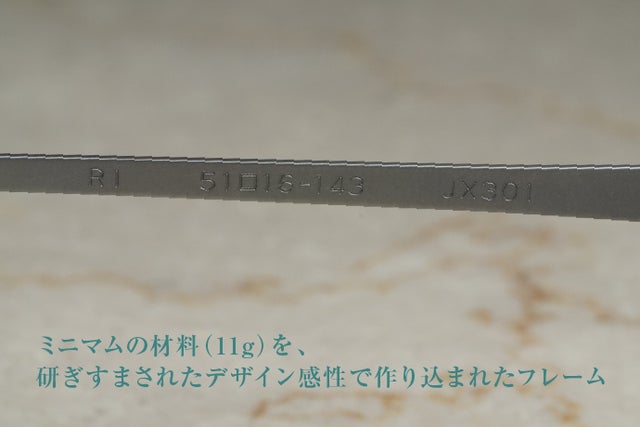 R1 51□16-143 JX301
ミニマムの材料(11g)を、
研ぎすまされたデザイン感性で作り込まれたフレーム